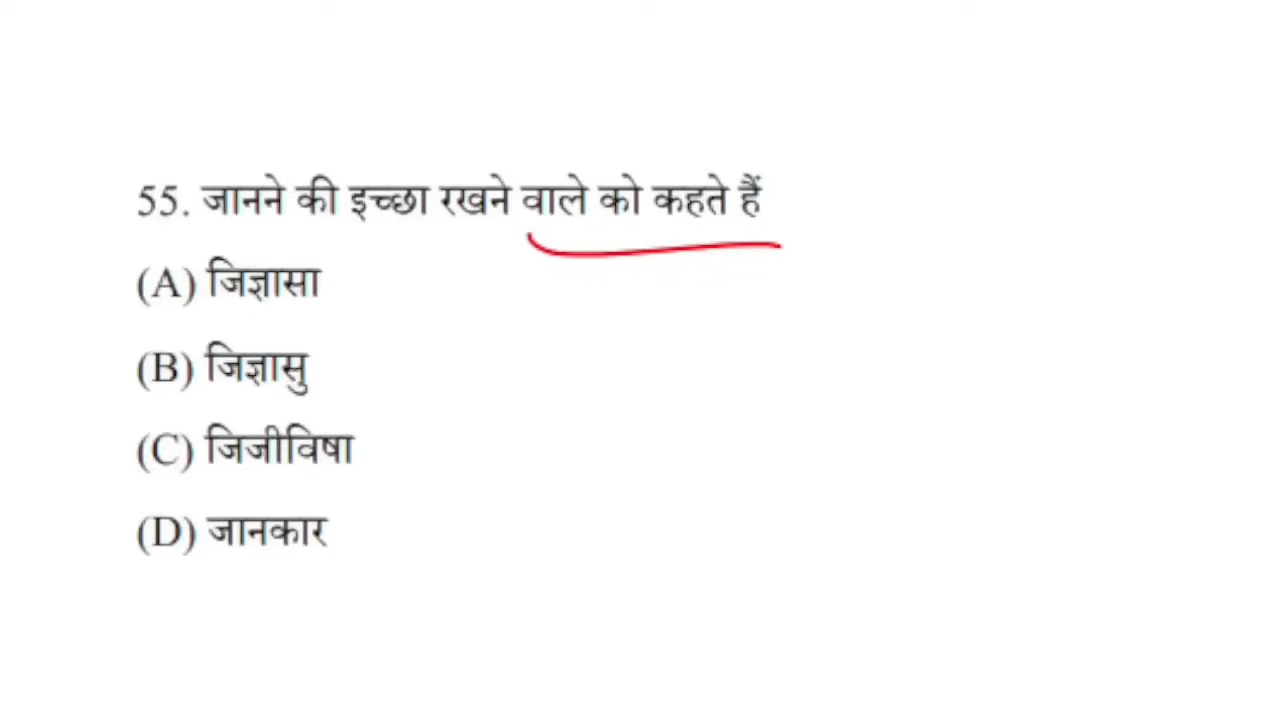 55. जानने की इच्छा रखने वाले को कहते हैं
(A) जिज्ञासा
(B) जिज्ञासु
(C) जिजीविषा
(D) जानकार